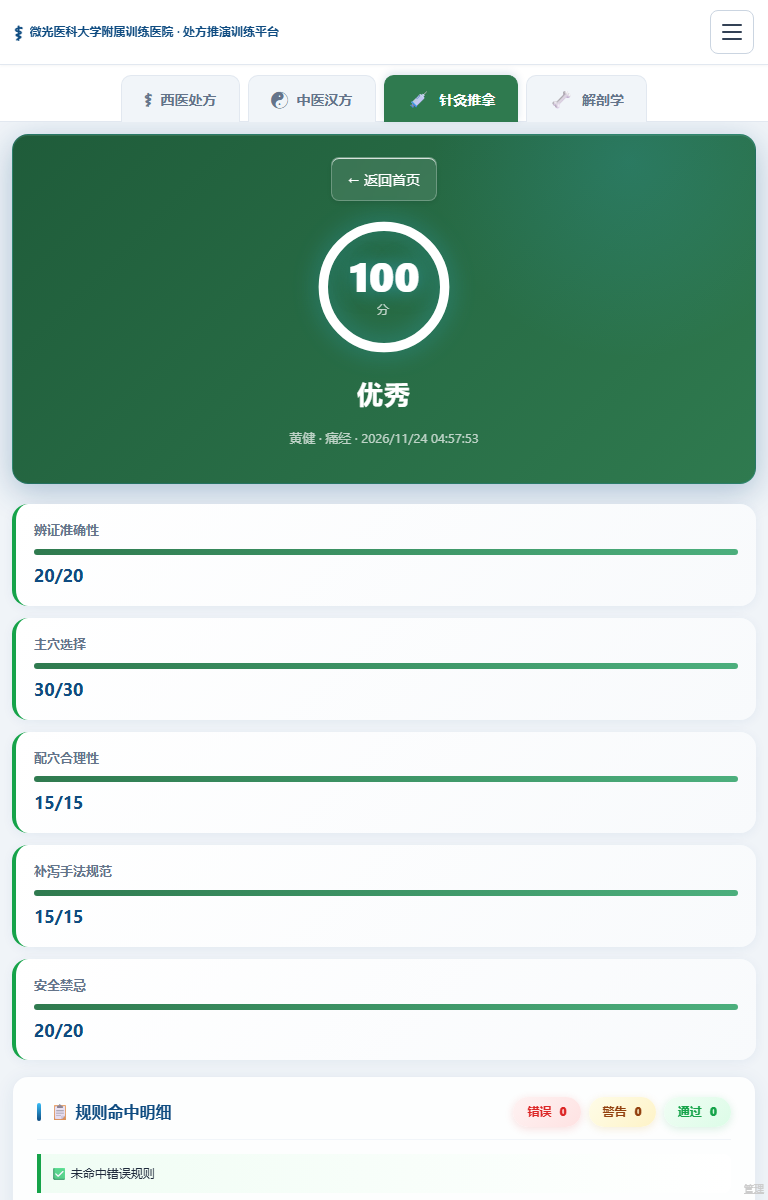 微光医科大学附属训练医院 · 处方推演训练平台
西医处方
中医汉方
针灸推拿
解剖学
← 返回首页
100
分
优秀
黄健 · 痛经 · 2026/11/24 04:57:53
辨证准确性
20/20
主穴选择
30/30
配穴合理性
15/15
补泻手法规范
15/15
安全禁忌
20/20
规则命中明细
错误 0
警告 0
通过 0
未命中错误规则
管理